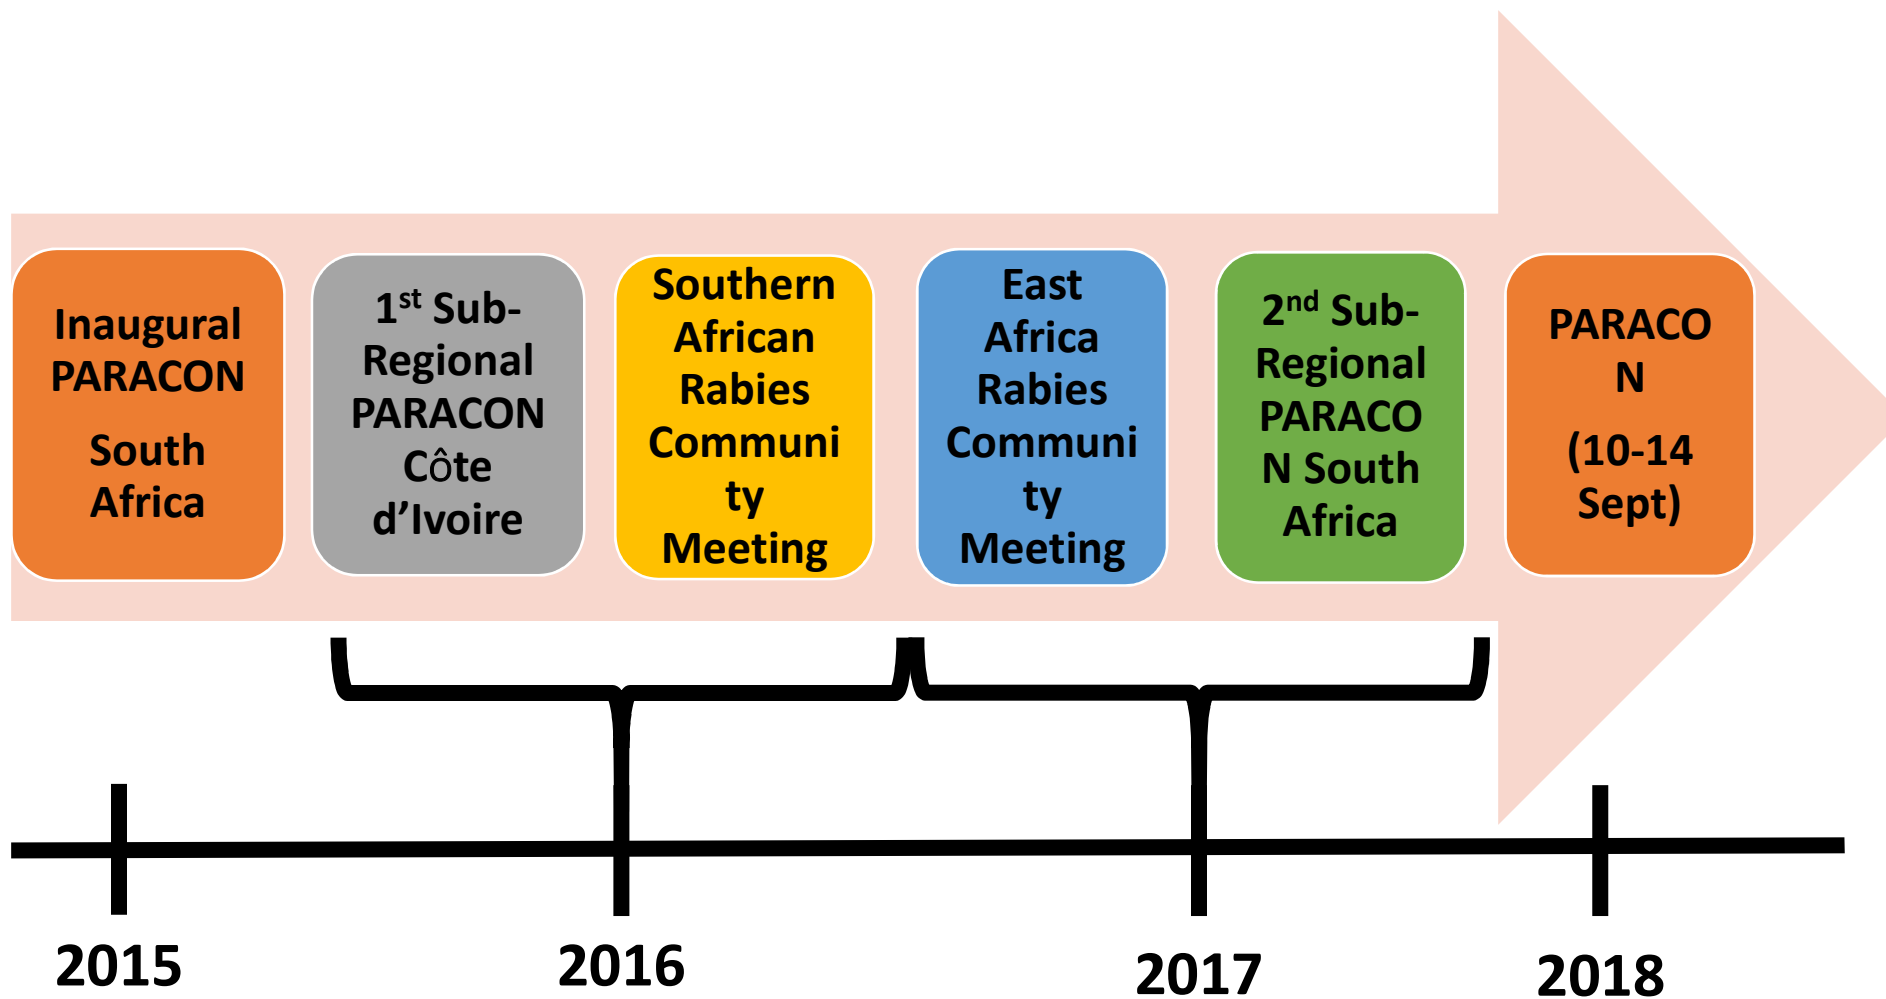 Inaugural
PARACON
South
Africa
1st Sub-
Regional
PARACON
Côte
d’Ivoire
Southern
African
Rabies
Communi
ty
Meeting
East
Africa
Rabies
Communi
ty
Meeting
2nd Sub-
Regional
PARACO
N South
Africa
PARACO
N
(10-14
Sept)
2015
2016
2017
2018